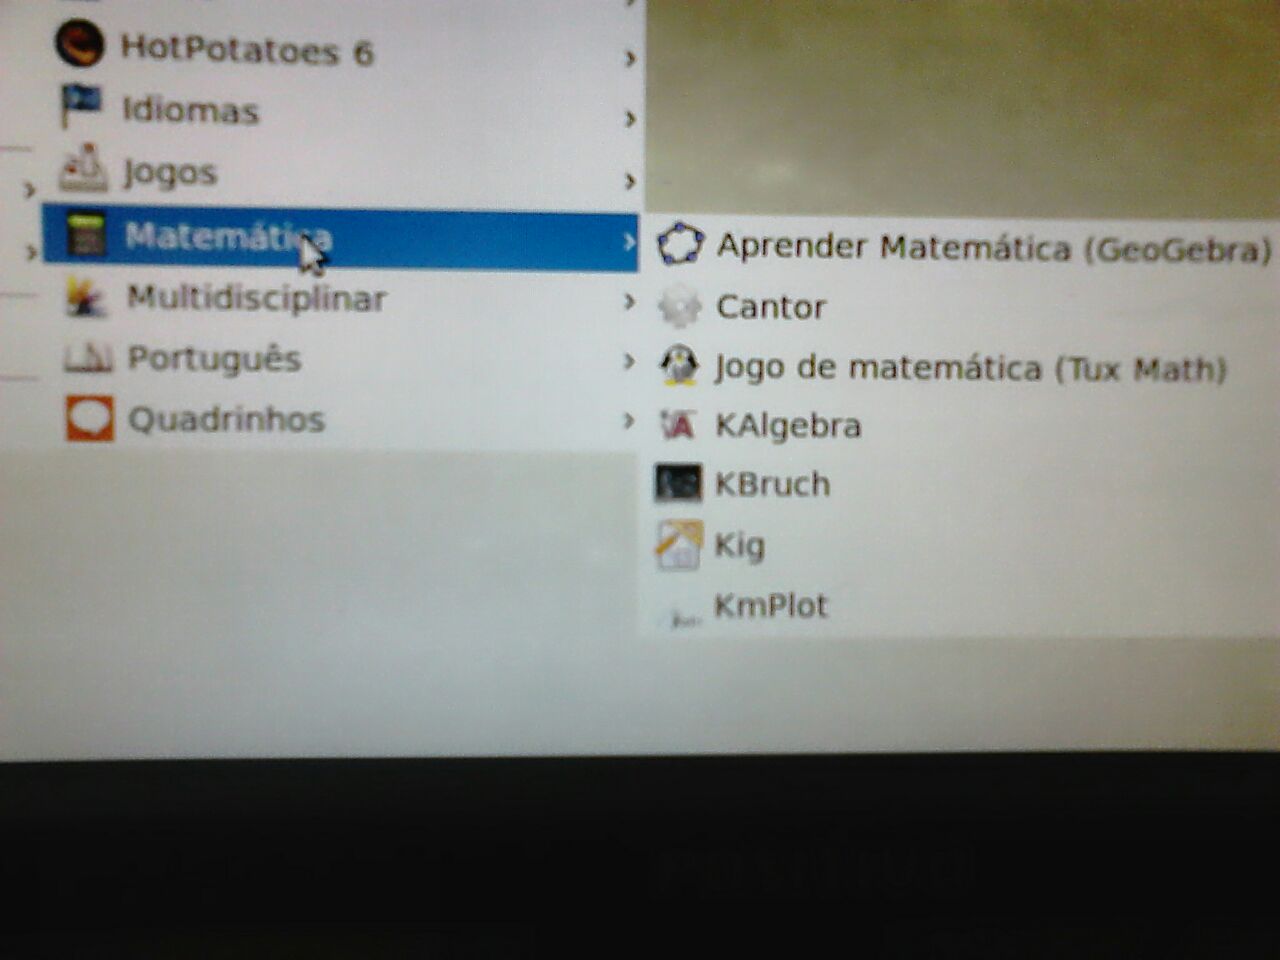 HotPotatoes 6
Idiomas
Jogos
Matemática
Multidisciplinar
Português
Quadrinhos
Aprender Matemática (GeoGebra)
Cantor
Jogo de matemática (Tux Math)
KAlgebra
KBruch
Kig
KmPlot
POSITIVO